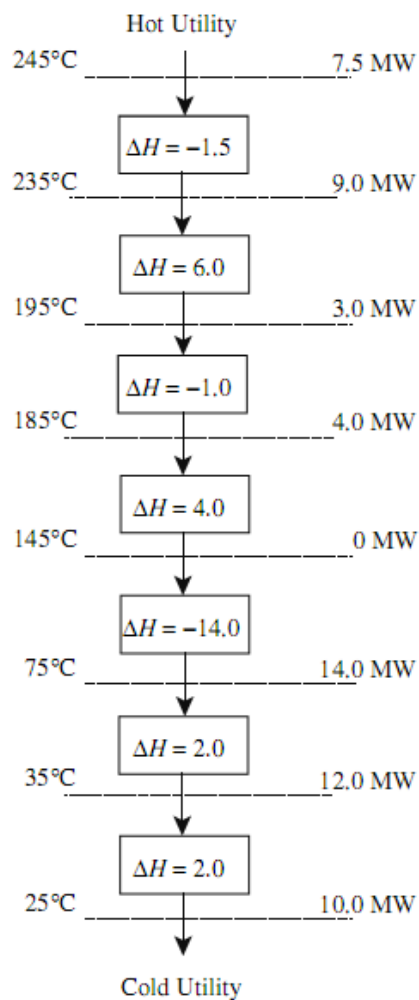 Hot Utility
245°C 7.5 MW
ΔH = −1.5
235°C 9.0 MW
ΔH = 6.0
195°C 3.0 MW
ΔH = −1.0
185°C 4.0 MW
ΔH = 4.0
145°C 0 MW
ΔH = −14.0
75°C 14.0 MW
ΔH = 2.0
35°C 12.0 MW
ΔH = 2.0
25°C 10.0 MW
Cold Utility